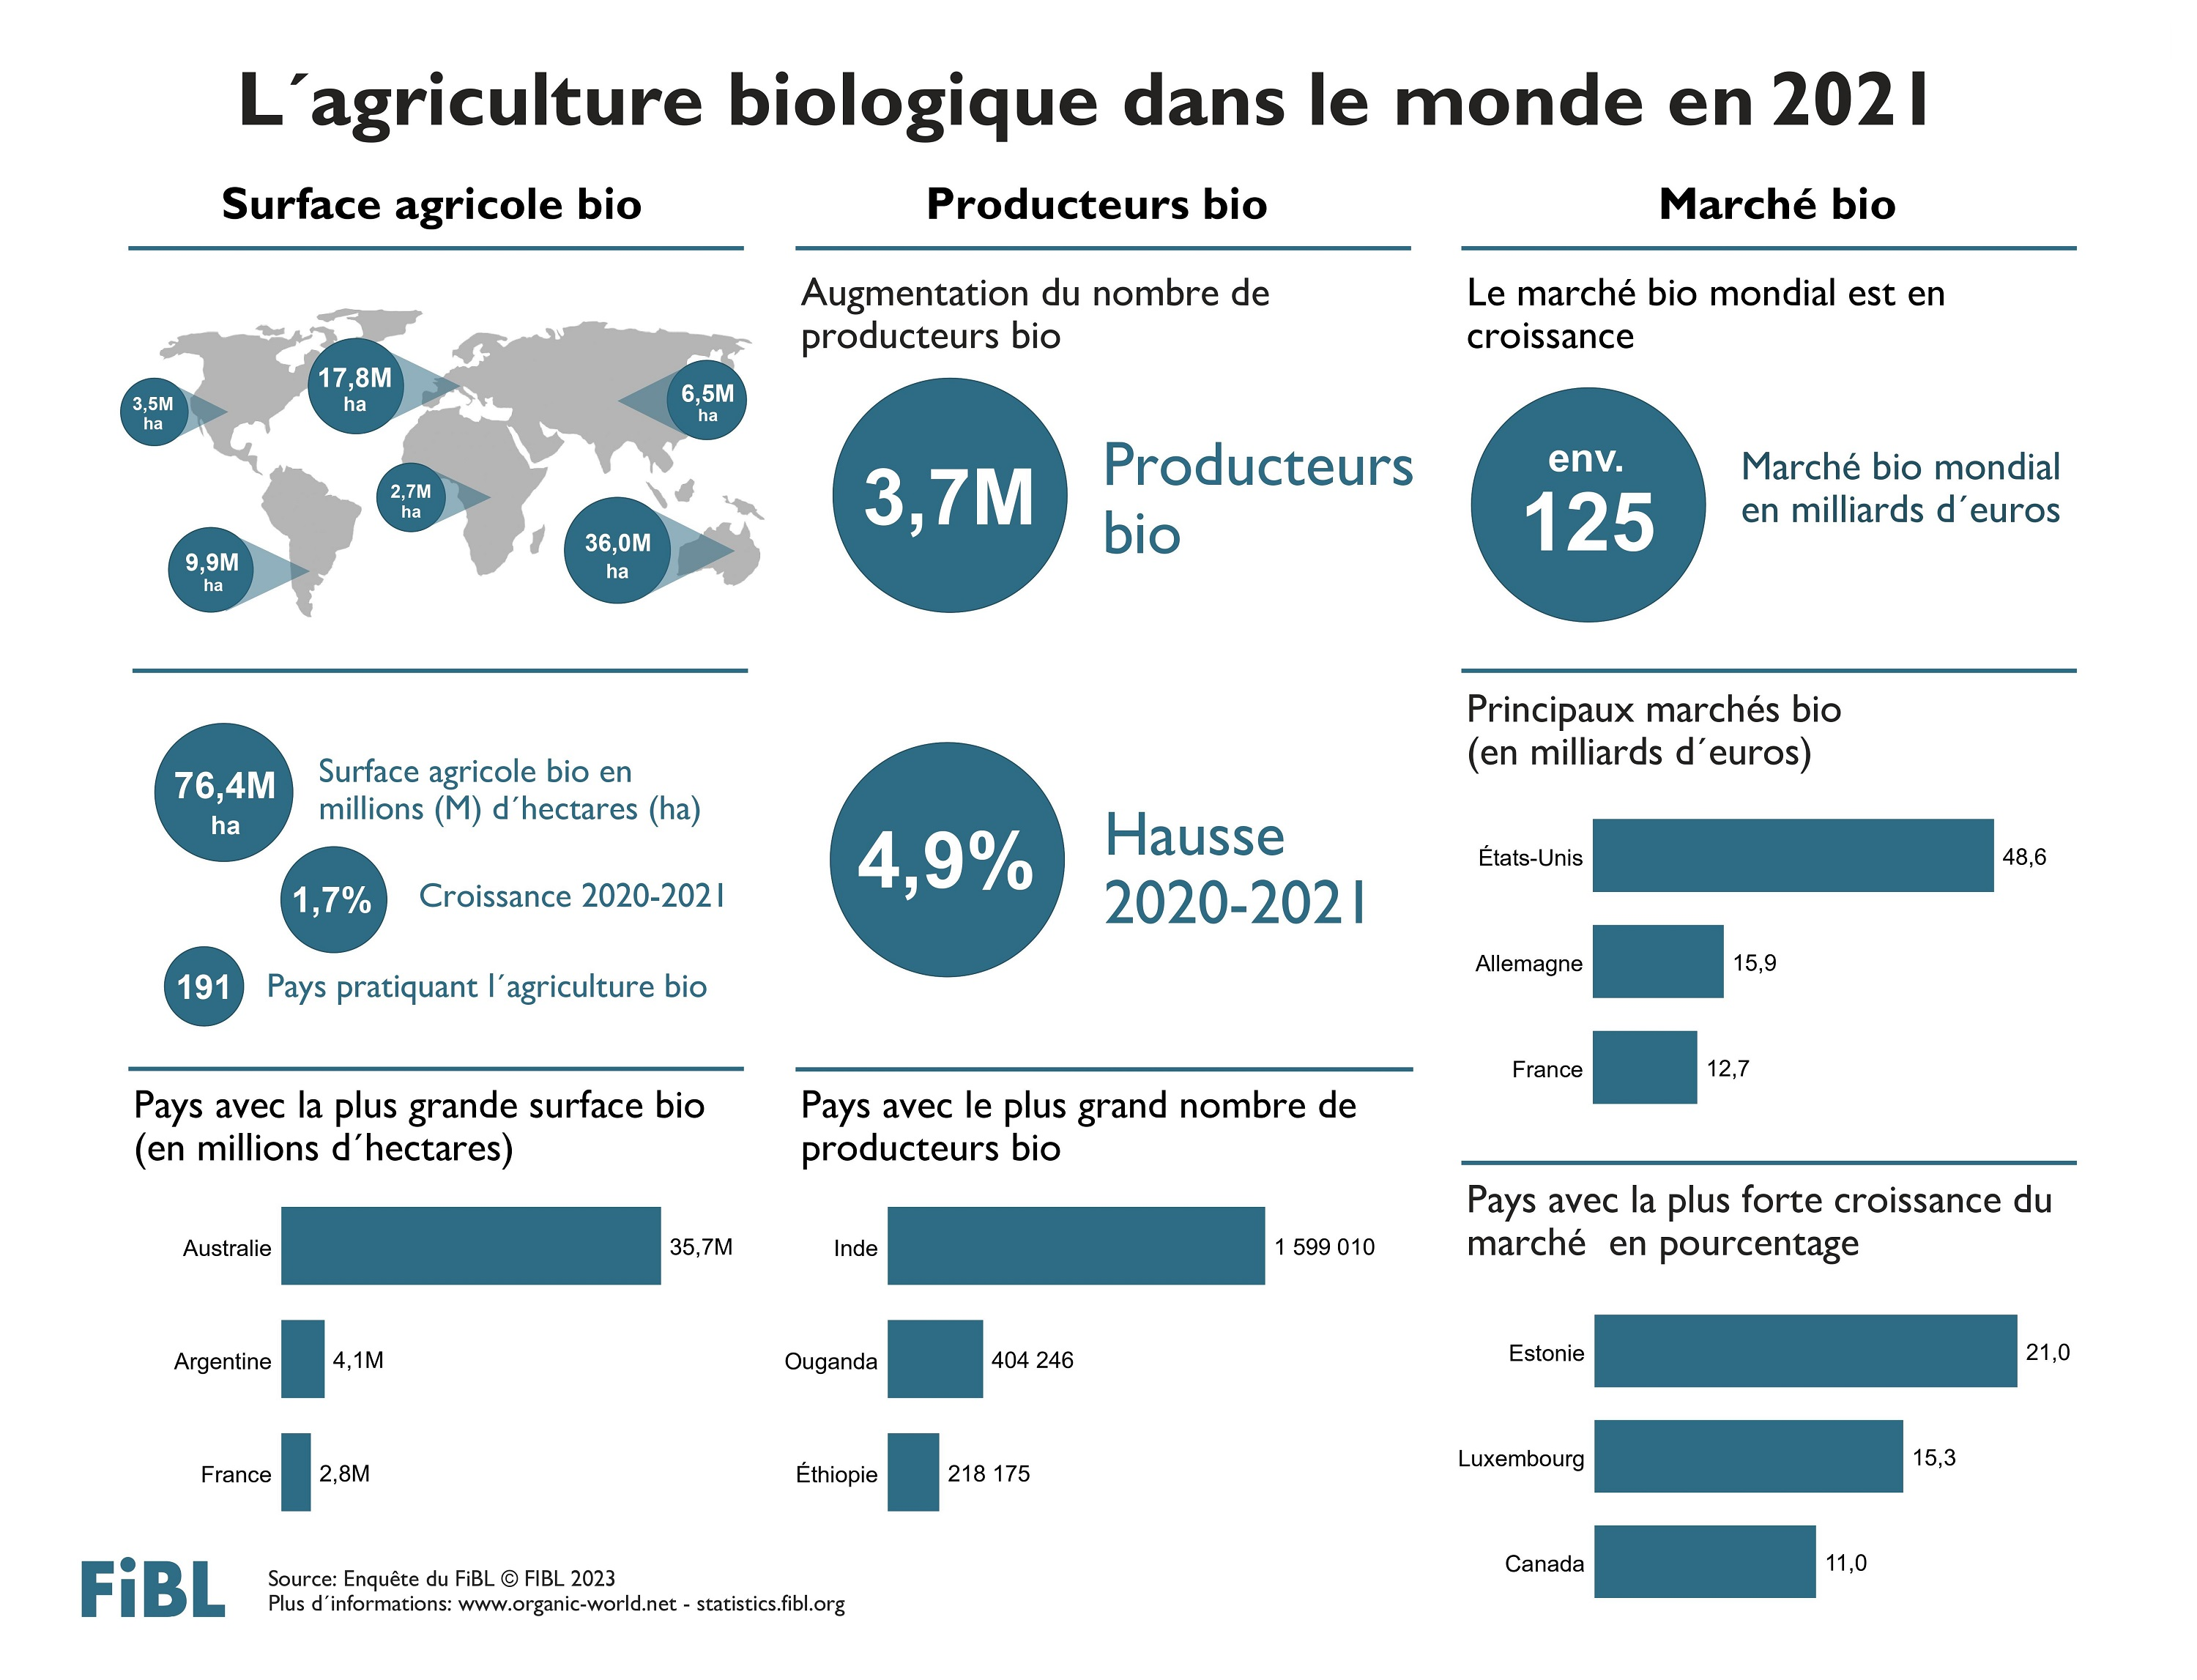 L´agriculture biologique dans le monde en 2021
Surface agricole bio
3,5M
ha
17,8M
ha
6,5M
ha
2,7M
ha
9,9M
ha
36,0M
ha
76,4M
ha
Surface agricole bio en
millions (M) d´hectares (ha)
1,7%
Croissance 2020-2021
191
Pays pratiquant l´agriculture bio
Pays avec la plus grande surface bio
(en millions d´hectares)
Australie 35,7M
Argentine 4,1M
France 2,8M
Producteurs bio
Augmentation du nombre de
producteurs bio
3,7M
Producteurs
bio
4,9%
Hausse
2020-2021
Pays avec le plus grand nombre de
producteurs bio
Inde 1 599 010
Ouganda 404 246
Éthiopie 218 175
Marché bio
Le marché bio mondial est en
croissance
env.
125
Marché bio mondial
en milliards d´euros
Principaux marchés bio
(en milliards d´euros)
États-Unis 48,6
Allemagne 15,9
France 12,7
Pays avec la plus forte croissance du
marché  en pourcentage
Estonie 21,0
Luxembourg 15,3
Canada 11,0
FiBL
Source: Enquête du FiBL © FIBL 2023
Plus d´informations: www.organic-world.net - statistics.fibl.org